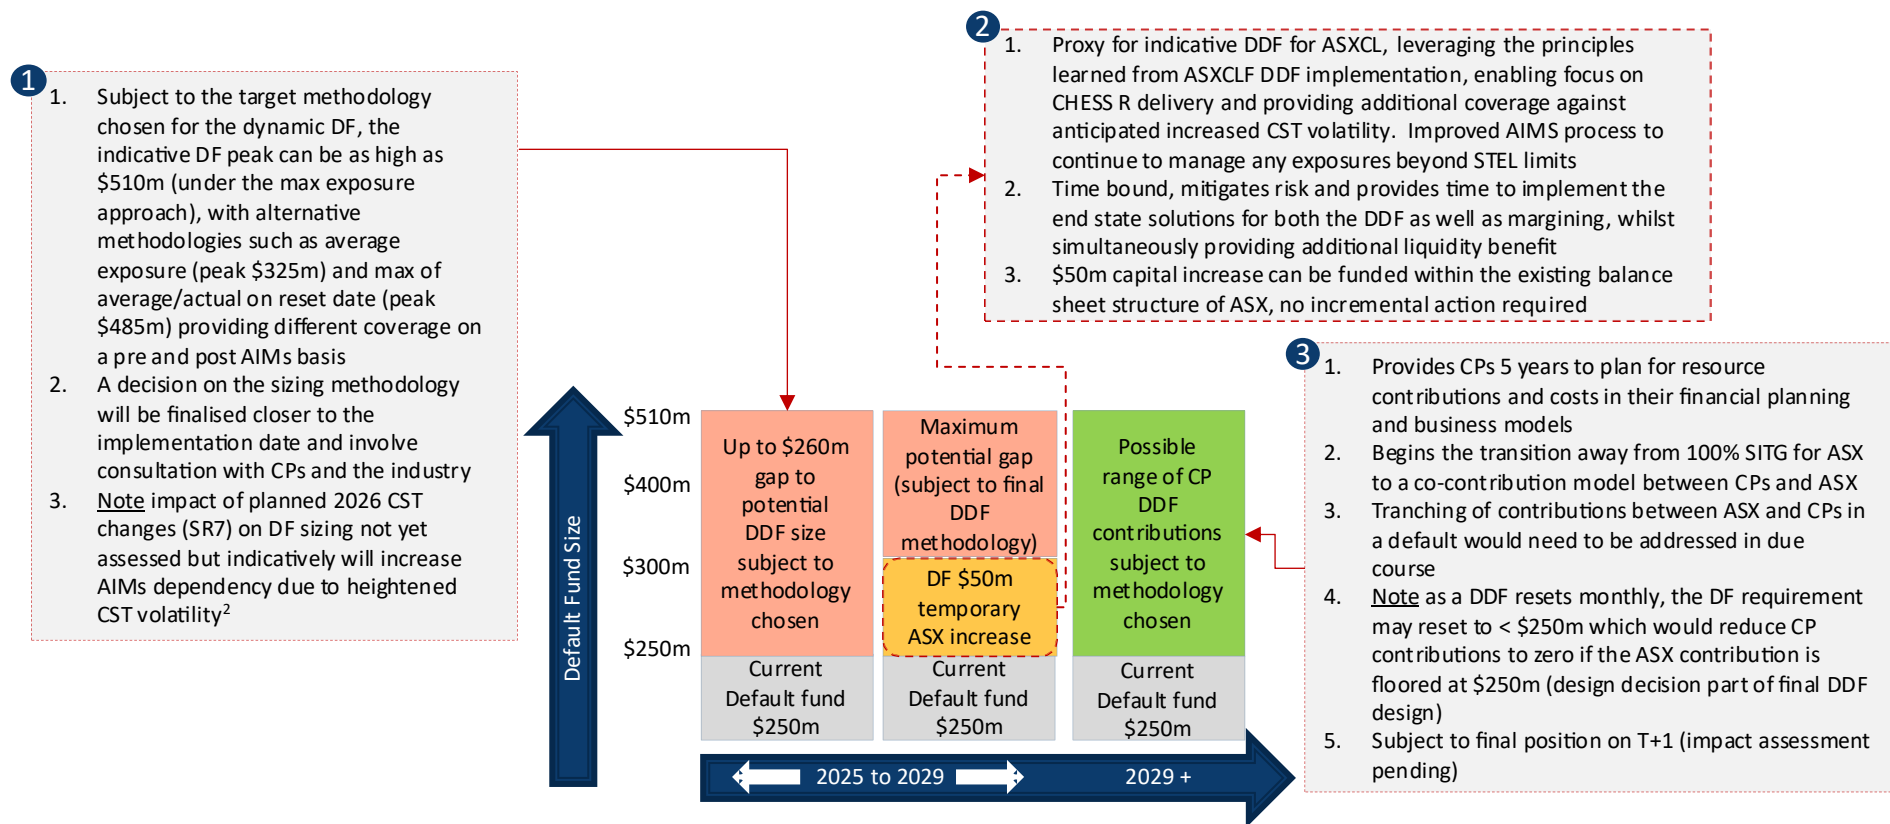 1
1. Subject to the target methodology
chosen for the dynamic DF, the
indicative DF peak can be as high as
$510m (under the max exposure
approach), with alternative
methodologies such as average
exposure (peak $325m) and max of
average/actual on reset date (peak
$485m) providing different coverage on
a pre and post AIMs basis
2. A decision on the sizing methodology
will be finalised closer to the
implementation date and involve
consultation with CPs and the industry
3. Note impact of planned 2026 CST
changes (SR7) on DF sizing not yet
assessed but indicatively will increase
AIMs dependency due to heightened
CST volatility²
2
1. Proxy for indicative DDF for ASXCL, leveraging the principles
learned from ASXCLF DDF implementation, enabling focus on
CHESS R delivery and providing additional coverage against
anticipated increased CST volatility.  Improved AIMS process to
continue to manage any exposures beyond STEL limits
2. Time bound, mitigates risk and provides time to implement the
end state solutions for both the DDF as well as margining, whilst
simultaneously providing additional liquidity benefit
3. $50m capital increase can be funded within the existing balance
sheet structure of ASX, no incremental action required
3
1. Provides CPs 5 years to plan for resource
contributions and costs in their financial planning
and business models
2. Begins the transition away from 100% SITG for ASX
to a co-contribution model between CPs and ASX
3. Tranching of contributions between ASX and CPs in
a default would need to be addressed in due
course
4. Note as a DDF resets monthly, the DF requirement
may reset to < $250m which would reduce CP
contributions to zero if the ASX contribution is
floored at $250m (design decision part of final DDF
design)
5. Subject to final position on T+1 (impact assessment
pending)
Default Fund Size
$510m
$400m
$300m
$250m
Up to $260m
gap to
potential
DDF size
subject to
methodology
chosen
Current
Default fund
$250m
Maximum
potential gap
(subject to final
DDF
methodology)
DF $50m
temporary
ASX increase
Current
Default fund
$250m
Possible
range of CP
DDF
contributions
subject to
methodology
chosen
Current
Default fund
$250m
2025 to 2029
2029 +